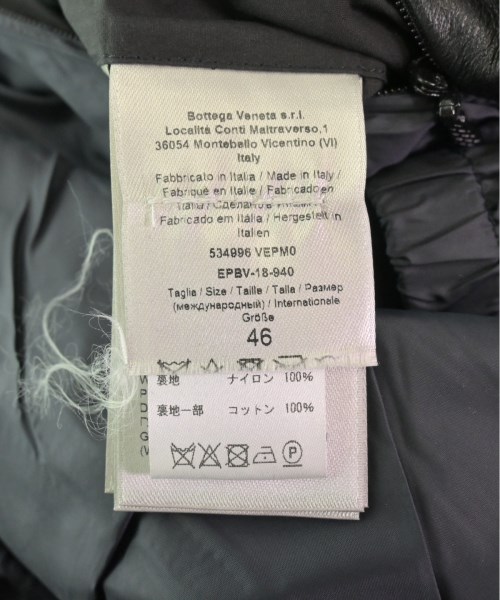 Bottega Veneta s.r.l.
Località Conti Maltraverso,1
36054 Montebello Vicentino (VI)
Italy
Fabbricato in Italia / Made in Italy /
Fabriqué en Italie / Fabricado en
Italia / Сделано
Fabricado em Itália / Hergestellt in
Italien
534996 VEPM0
EPBV-18-940
Taglia / Size / Taille / Talla / Размер
(международный) / Internationale
Größe
46
裏地 ナイロン 100%
裏地一部 コットン 100%
P